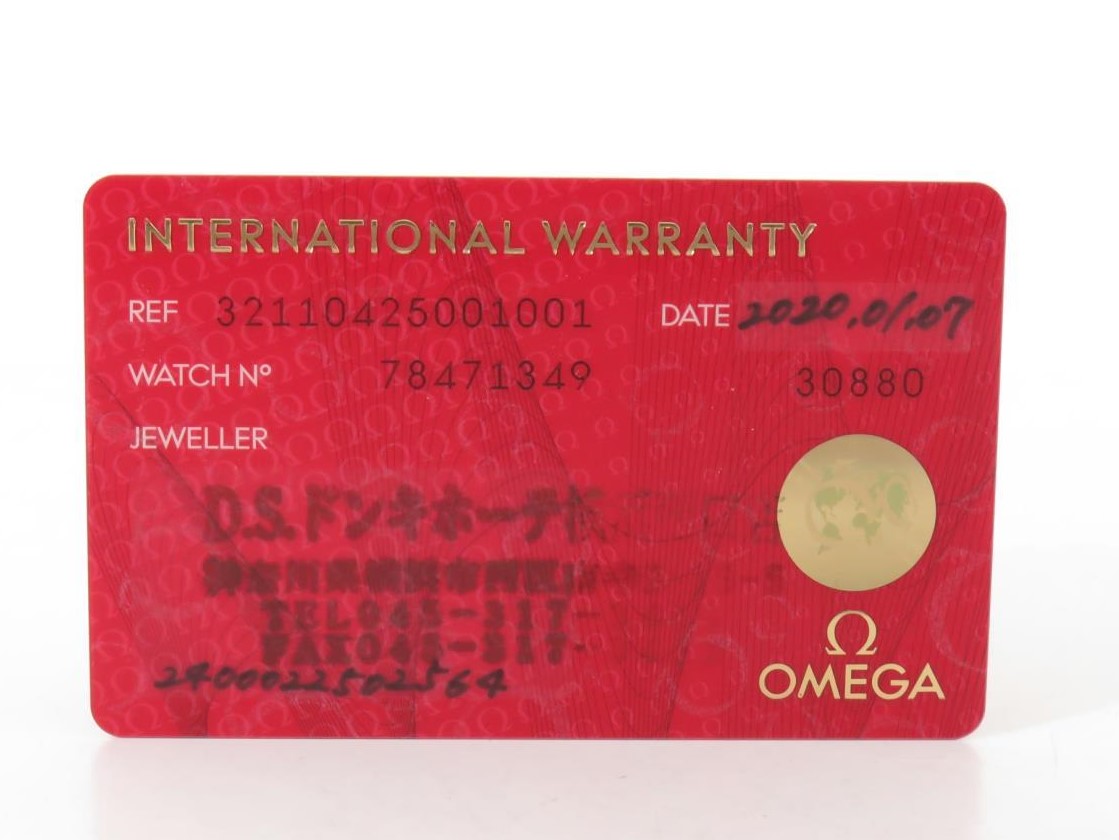 INTERNATIONAL WARRANTY
REF 32110425001001 DATE 2020.01.07
WATCH Nº 78471349 30880
JEWELLER
D.S.ドンキホーテ
TEL045-317-
FAX045-317-
2400022502564
Ω
OMEGA